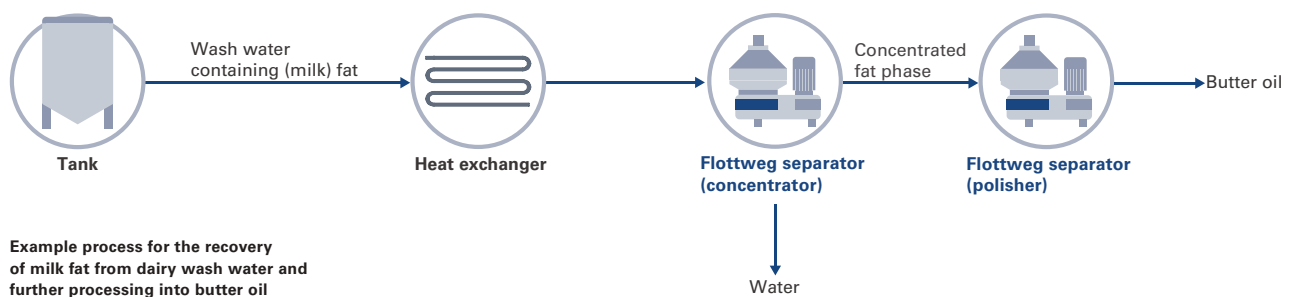 Wash water
containing (milk) fat
Concentrated
fat phase
Butter oil
Tank
Heat exchanger
Flottweg separator
(concentrator)
Flottweg separator
(polisher)
Example process for the recovery
of milk fat from dairy wash water and
further processing into butter oil
Water